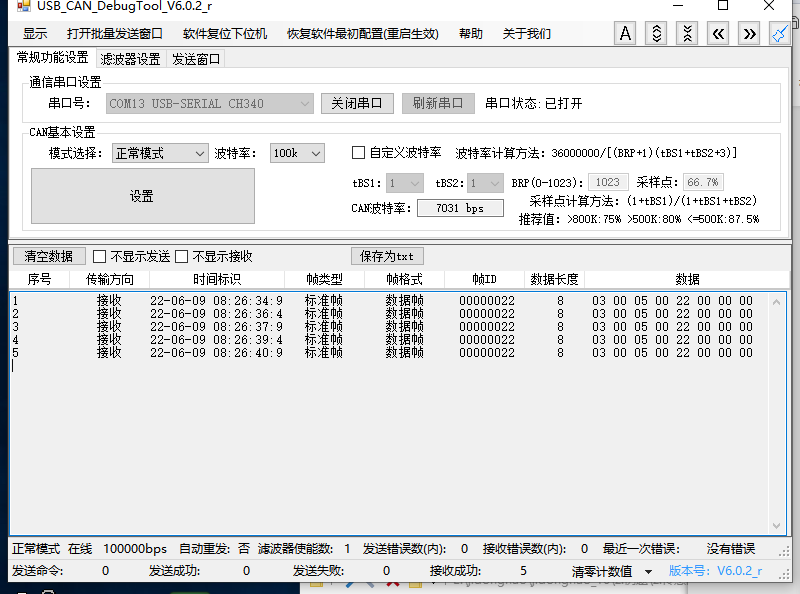 USB_CAN_DebugTool_V6.0.2_r
显示 打开批量发送窗口 软件复位下位机 恢复软件最初配置(重启生效) 帮助 关于我们 A
常规功能设置 滤波器设置 发送窗口
通信串口设置
串口号: COM13 USB-SERIAL CH340 关闭串口 刷新串口 串口状态: 已打开
CAN基本设置
模式选择: 正常模式 波特率: 100k 自定义波特率 波特率计算方法: 36000000/[(BRP+1)(tBS1+tBS2+3)]
设置
tBS1: 1 tBS2: 1 BRP(0-1023): 1023 采样点: 66.7%
CAN波特率: 7031 bps 采样点计算方法: (1+tBS1)/(1+tBS1+tBS2)
推荐值: >800K:75% >500K:80% <=500K:87.5%
清空数据 不显示发送 不显示接收 保存为txt
序号 传输方向 时间标识 帧类型 帧格式 帧ID 数据长度 数据
1 接收 22-06-09 08:26:34:9 标准帧 数据帧 00000022 8 03 00 05 00 22 00 00 00
2 接收 22-06-09 08:26:36:4 标准帧 数据帧 00000022 8 03 00 05 00 22 00 00 00
3 接收 22-06-09 08:26:37:9 标准帧 数据帧 00000022 8 03 00 05 00 22 00 00 00
4 接收 22-06-09 08:26:39:4 标准帧 数据帧 00000022 8 03 00 05 00 22 00 00 00
5 接收 22-06-09 08:26:40:9 标准帧 数据帧 00000022 8 03 00 05 00 22 00 00 00
正常模式 在线 100000bps 自动重发: 否 滤波器使能数: 1 发送错误数(内): 0 接收错误数(内): 0 最近一次错误: 没有错误
发送命令: 0 发送成功: 0 发送失败: 0 接收成功: 5 清零计数值 版本号: V6.0.2_r